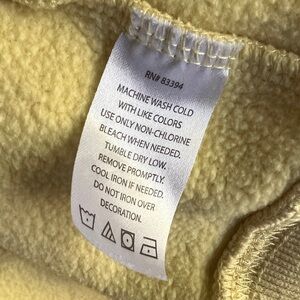 RN# 83394
MACHINE WASH COLD
WITH LIKE COLORS
USE ONLY NON-CHLORINE
BLEACH WHEN NEEDED.
TUMBLE DRY LOW.
REMOVE PROMPTLY.
COOL IRON IF NEEDED.
DO NOT IRON OVER
DECORATION.